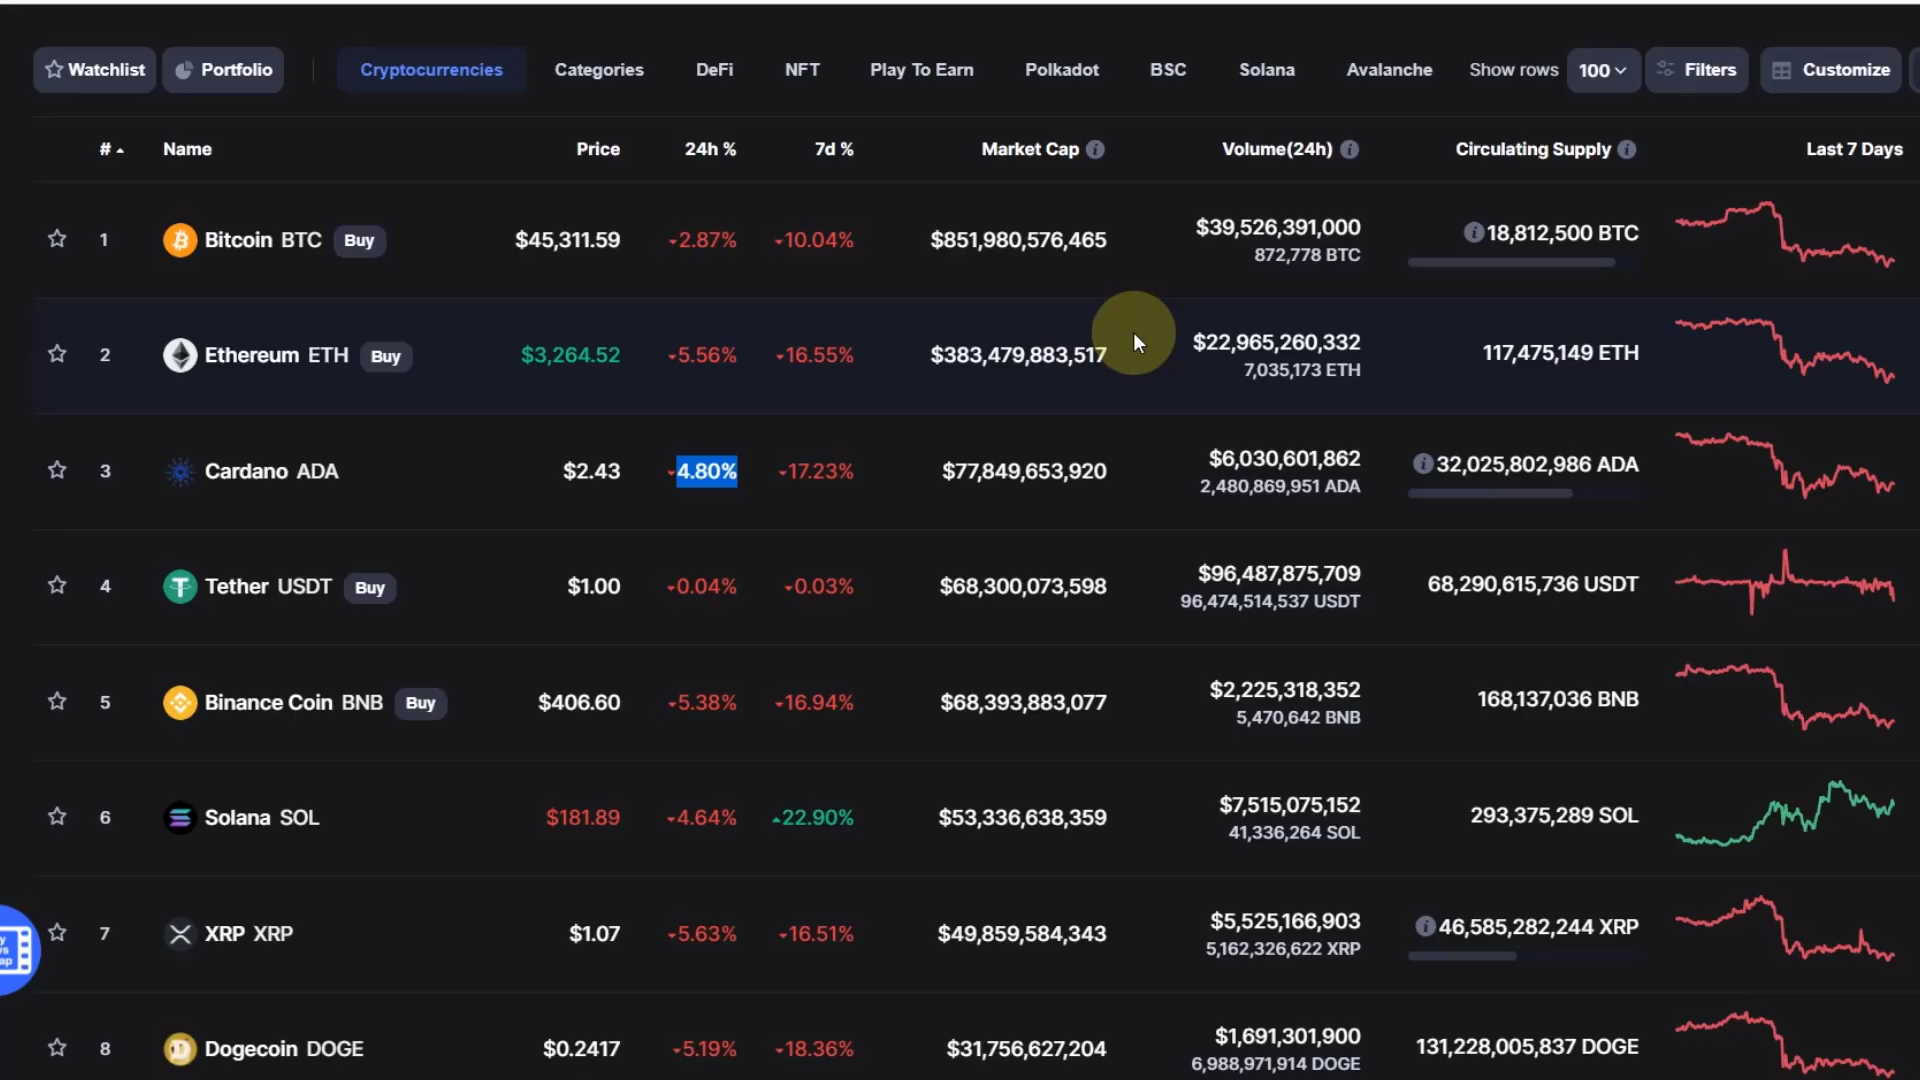 Watchlist Portfolio Cryptocurrencies Categories DeFi NFT Play To Earn Polkadot BSC Solana Avalanche Show rows 100 Filters Customize
# Name Price 24h % 7d % Market Cap Volume(24h) Circulating Supply Last 7 Days
1 Bitcoin BTC Buy $45,311.59 2.87% 10.04% $851,980,576,465 $39,526,391,000 18,812,500 BTC
872,778 BTC
2 Ethereum ETH Buy $3,264.52 5.56% 16.55% $383,479,883,517 $22,965,260,332 117,475,149 ETH
7,035,173 ETH
3 Cardano ADA $2.43 4.80% 17.23% $77,849,653,920 $6,030,601,862 32,025,802,986 ADA
2,480,869,951 ADA
4 Tether USDT Buy $1.00 0.04% 0.03% $68,300,073,598 $96,487,875,709 68,290,615,736 USDT
96,474,514,537 USDT
5 Binance Coin BNB Buy $406.60 5.38% 16.94% $68,393,883,077 $2,225,318,352 168,137,036 BNB
5,470,642 BNB
6 Solana SOL $181.89 4.64% 22.90% $53,336,638,359 $7,515,075,152 293,375,289 SOL
41,336,264 SOL
7 XRP XRP $1.07 5.63% 16.51% $49,859,584,343 $5,525,166,903 46,585,282,244 XRP
5,162,326,622 XRP
8 Dogecoin DOGE $0.2417 5.19% 18.36% $31,756,627,204 $1,691,301,900 131,228,005,837 DOGE
6,988,971,914 DOGE